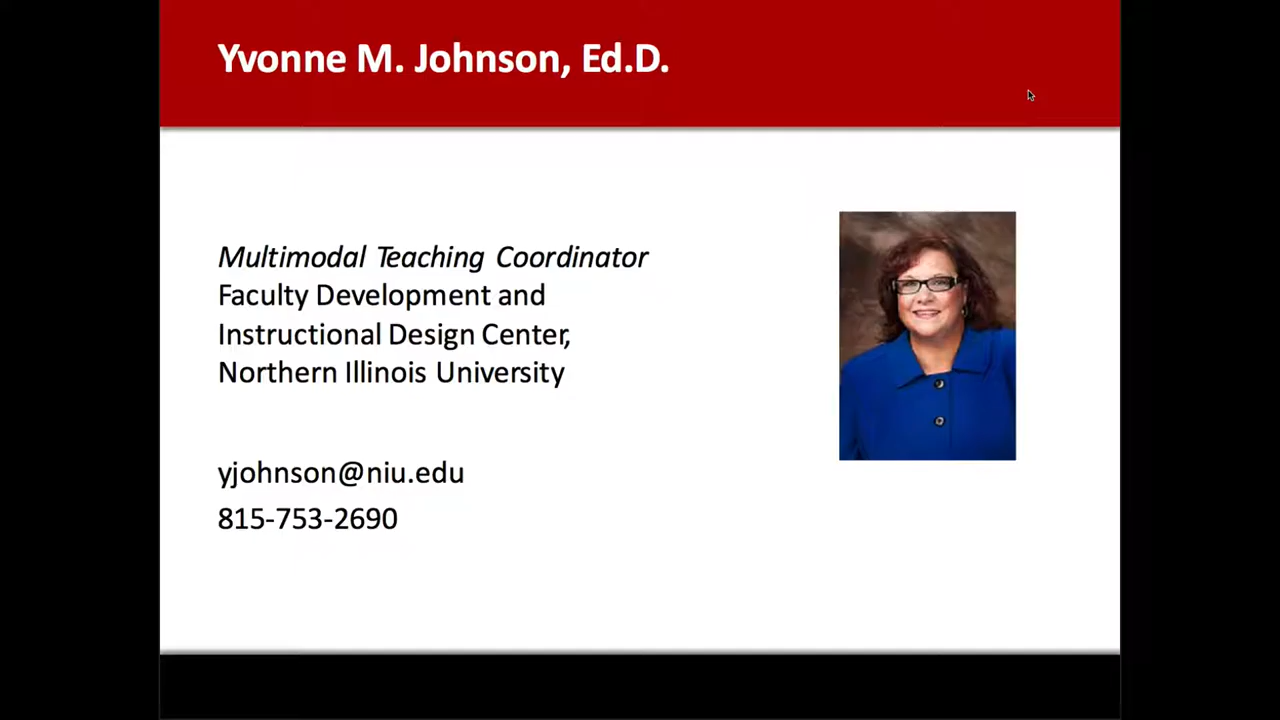 Yvonne M. Johnson, Ed.D.
Multimodal Teaching Coordinator
Faculty Development and
Instructional Design Center,
Northern Illinois University
yjohnson@niu.edu
815-753-2690